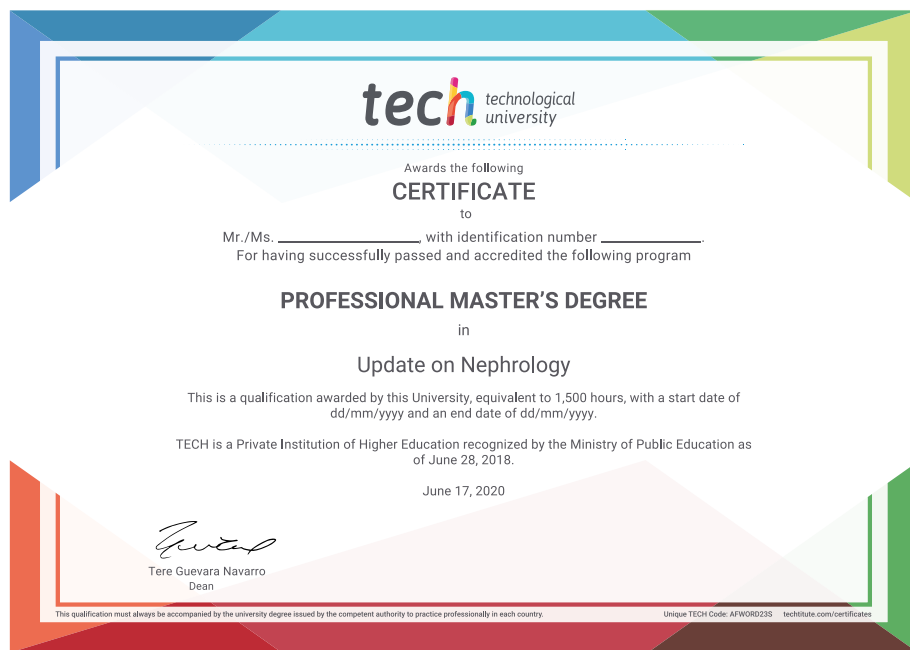 tech technological
university
Awards the following
CERTIFICATE
to
Mr./Ms. ____________, with identification number ____________.
For having successfully passed and accredited the following program
PROFESSIONAL MASTER'S DEGREE
in
Update on Nephrology
This is a qualification awarded by this University, equivalent to 1,500 hours, with a start date of
dd/mm/yyyy and an end date of dd/mm/yyyy.
TECH is a Private Institution of Higher Education recognized by the Ministry of Public Education as
of June 28, 2018.
June 17, 2020
Tere Guevara Navarro
Dean
This qualification must always be accompanied by the university degree issued by the competent authority to practice professionally in each country.
Unique TECH Code: AFWORD23S techtitute.com/certificates